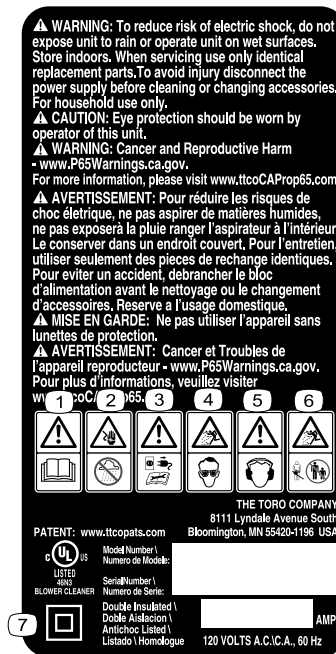 ⚠ WARNING: To reduce risk of electric shock, do not
expose unit to rain or operate unit on wet surfaces.
Store indoors. When servicing use only identical
replacement parts.To avoid injury disconnect the
power supply before cleaning or changing accessories.
For household use only.
⚠ CAUTION: Eye protection should be worn by
operator of this unit.
⚠ WARNING: Cancer and Reproductive Harm
- www.P65Warnings.ca.gov.
For more information, please visit www.ttcoCAProp65.com
⚠ AVERTISSEMENT: Pour réduire les risques de
choc életrique, ne pas aspirer de matières humides,
ne pas exposerà la pluie ranger l'aspirateur à l'intérieur
Le conserver dans un endroit couvert. Pour l'entretien,
utiliser seulement des pieces de rechange identiques.
Pour eviter un accident, debrancher le bloc
d'alimentation avant le nettoyage ou le changement
d'accessoires. Reserve a l'usage domestique.
⚠ MISE EN GARDE: Ne pas utiliser l'appareil sans
lunettes de protection.
⚠ AVERTISSEMENT: Cancer et Troubles de
l'appareil reproducteur - www.P65Warnings.ca.gov.
Pour plus d'informations, veuillez visiter
1 2 3 4 5 6
THE TORO COMPANY
8111 Lyndale Avenue South
PATENT: www.ttcopats.com Bloomington, MN 55420-1196 USA
C UL US
LISTED
46N3
BLOWER CLEANER
Model Number \
Numero de Modele:
SerialNumber \
Numero de Serie:
7
Double Insulated \
Doble Aislacion \
Antichoc Listed \
Listado \ Homologue
AMP
120 VOLTS A.C.\C.A., 60 Hz